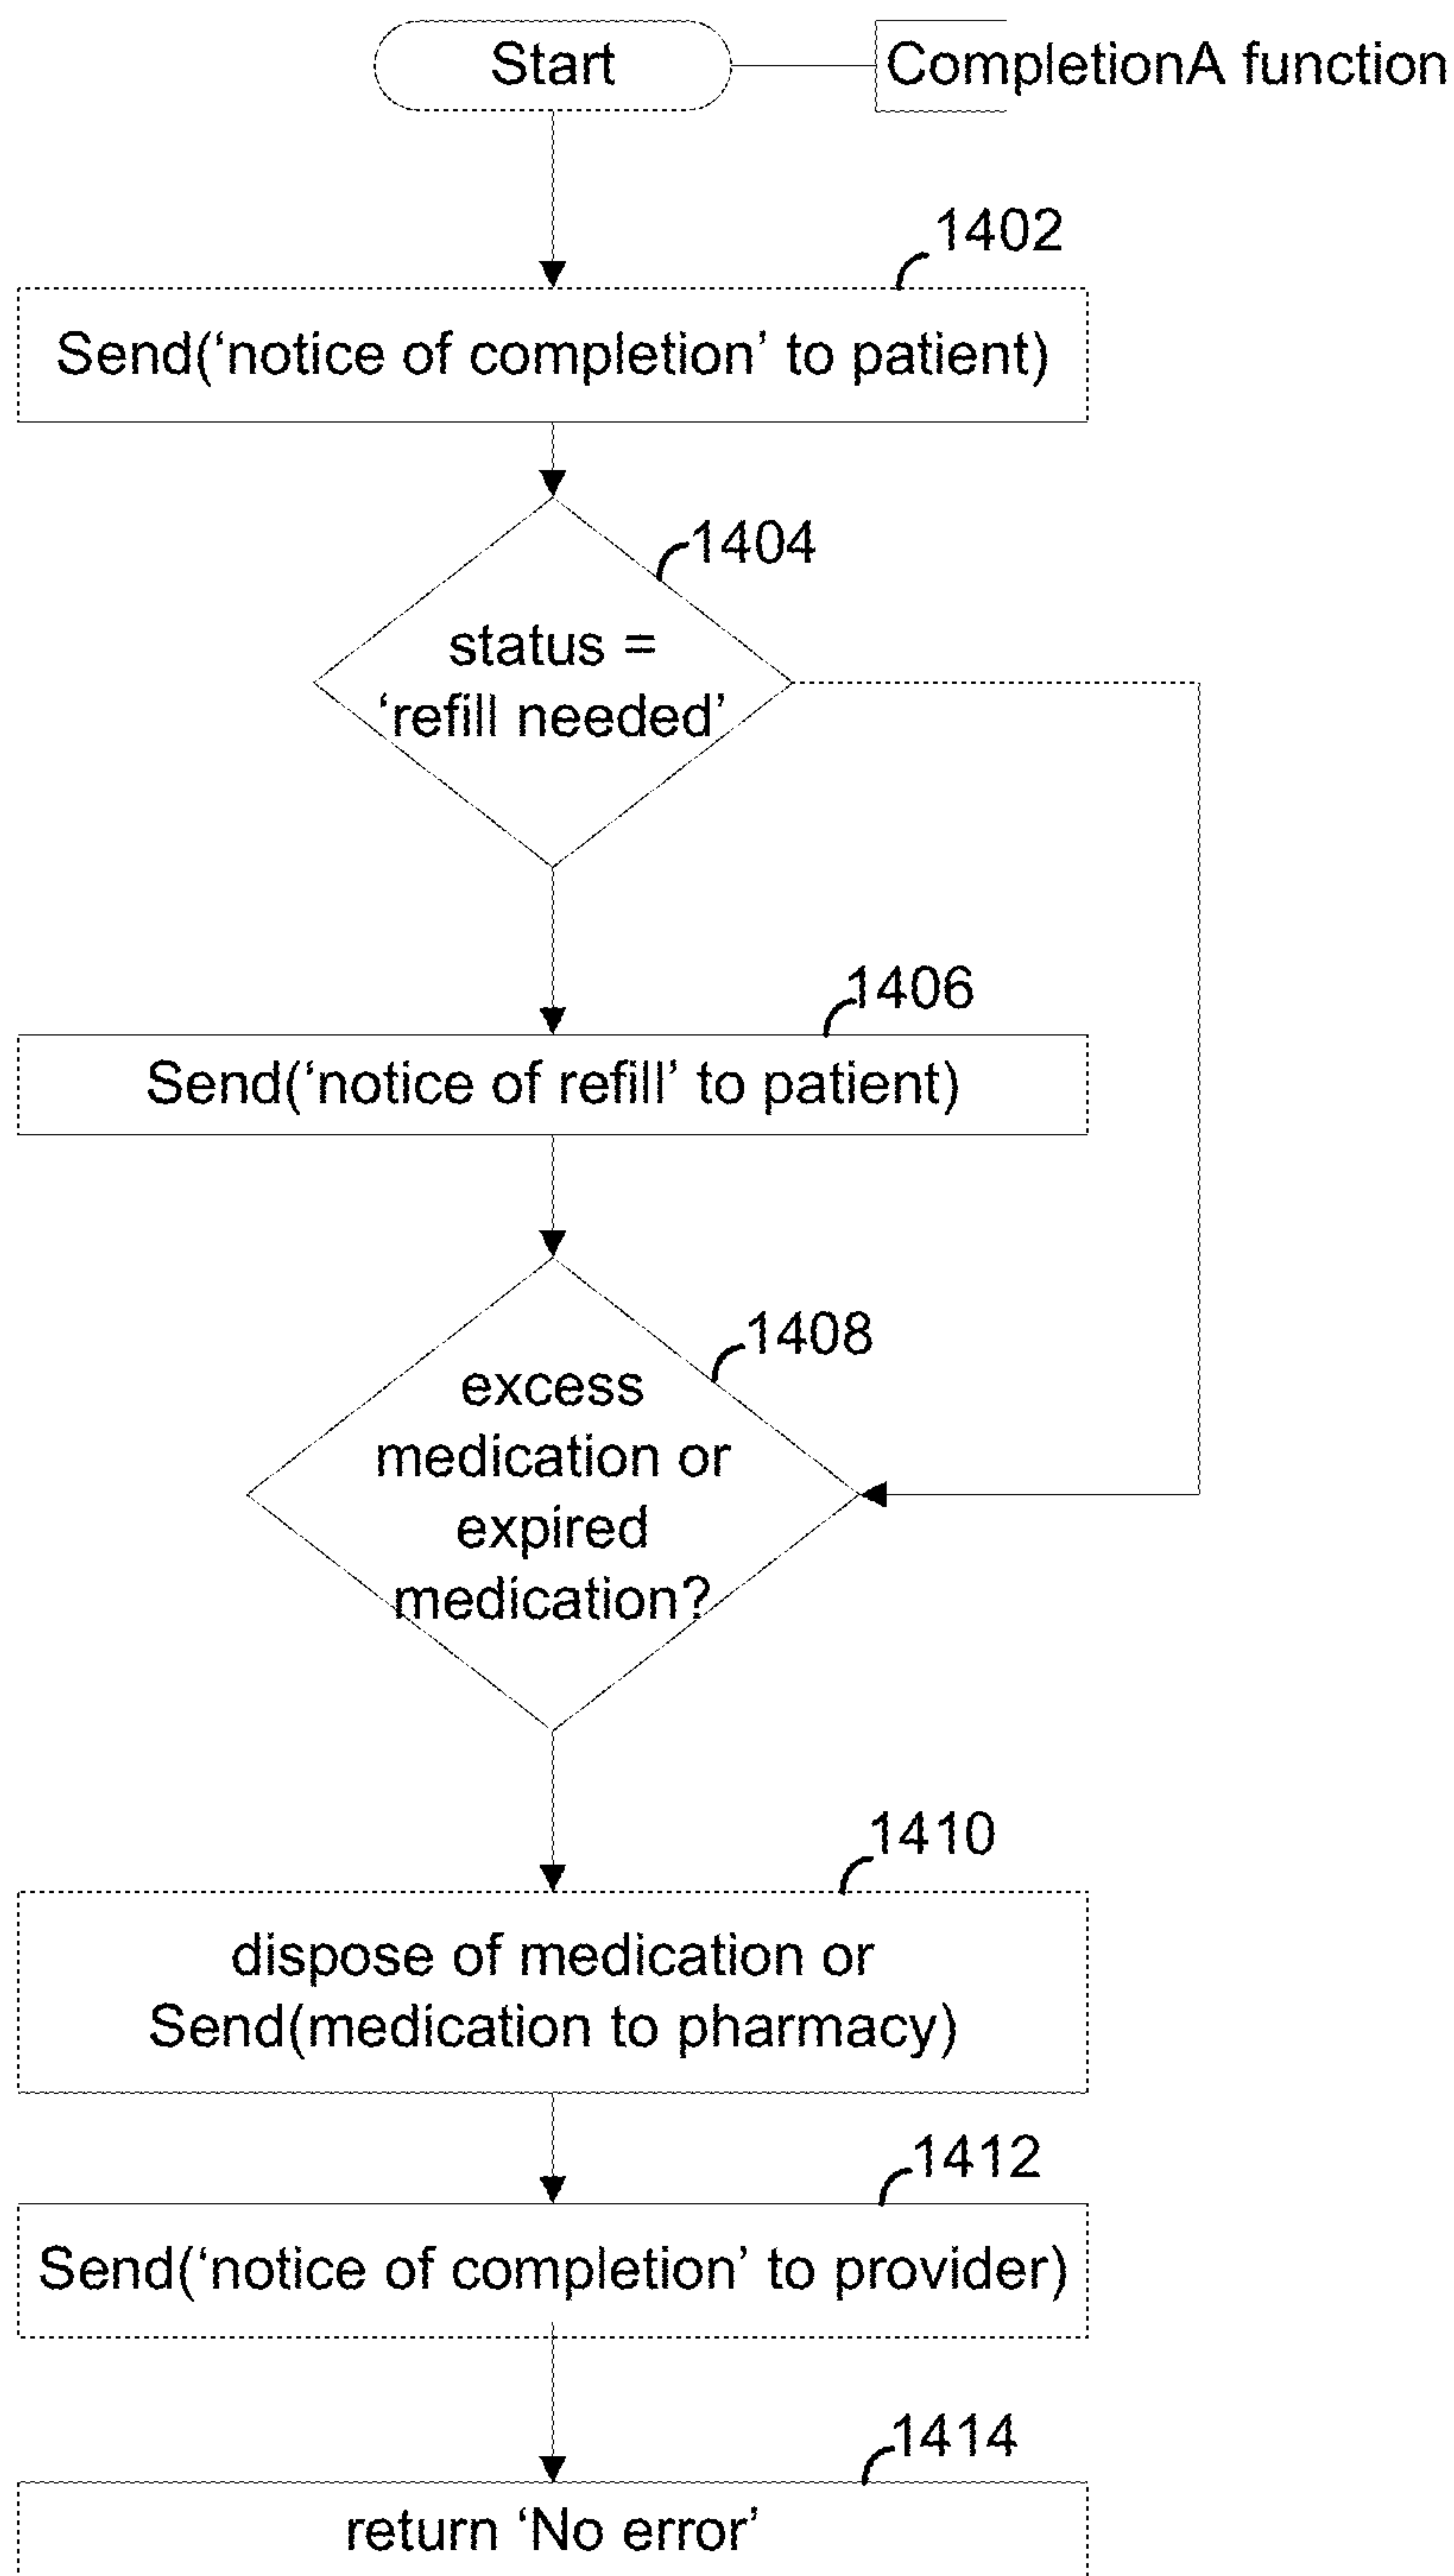 Start
CompletionA function
1402
Send(‘notice of completion’ to patient)
1404
status =
‘refill needed’
1406
Send(‘notice of refill’ to patient)
1408
excess
medication or
expired
medication?
1410
dispose of medication or
Send(medication to pharmacy)
1412
Send(‘notice of completion’ to provider)
1414
return ‘No error’